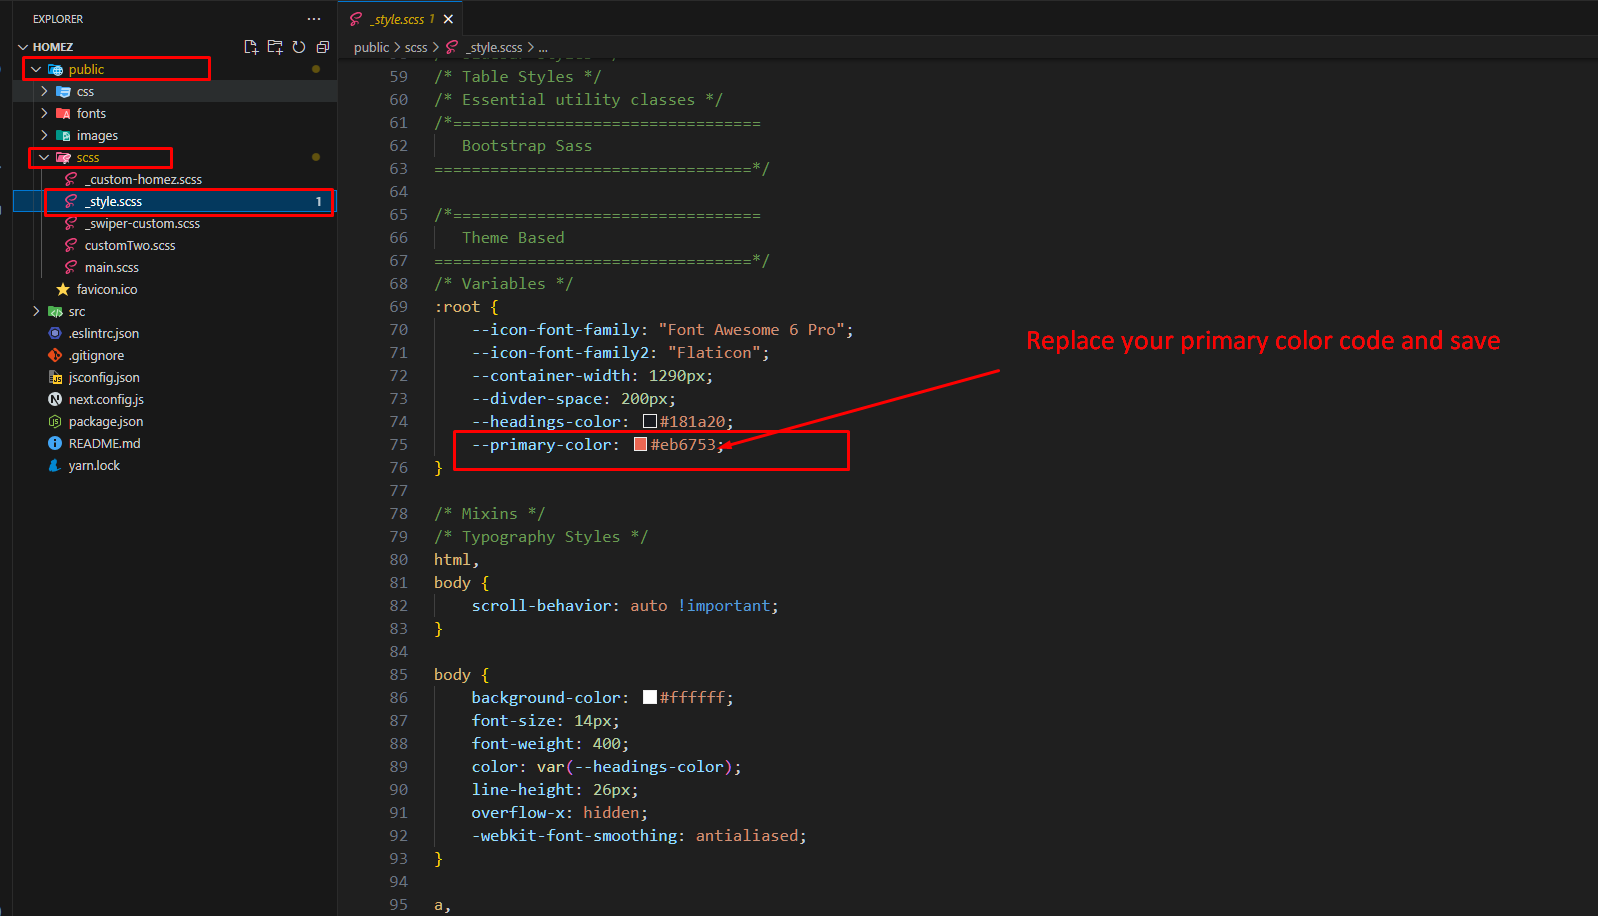 EXPLORER
HOMEZ
public
css
fonts
images
scss
_custom-homez.scss
_style.scss 1
_swiper-custom.scss
customTwo.scss
main.scss
favicon.ico
src
.eslintrc.json
.gitignore
jsconfig.json
next.config.js
package.json
README.md
yarn.lock
_style.scss 1
public > scss > _style.scss > ...
59 /* Table Styles */
60 /* Essential utility classes */
61 /*=================================
62 Bootstrap Sass
63 ==================================*/
64
65 /*=================================
66 Theme Based
67 ==================================*/
68 /* Variables */
69 :root {
70 --icon-font-family: "Font Awesome 6 Pro";
71 --icon-font-family2: "Flaticon";
72 --container-width: 1290px;
73 --divder-space: 200px;
74 --headings-color: #181a20;
75 --primary-color: #eb6753;
76 }
77
78 /* Mixins */
79 /* Typography Styles */
80 html,
81 body {
82 scroll-behavior: auto !important;
83 }
84
85 body {
86 background-color: #ffffff;
87 font-size: 14px;
88 font-weight: 400;
89 color: var(--headings-color);
90 line-height: 26px;
91 overflow-x: hidden;
92 -webkit-font-smoothing: antialiased;
93 }
94
95 a,
Replace your primary color code and save